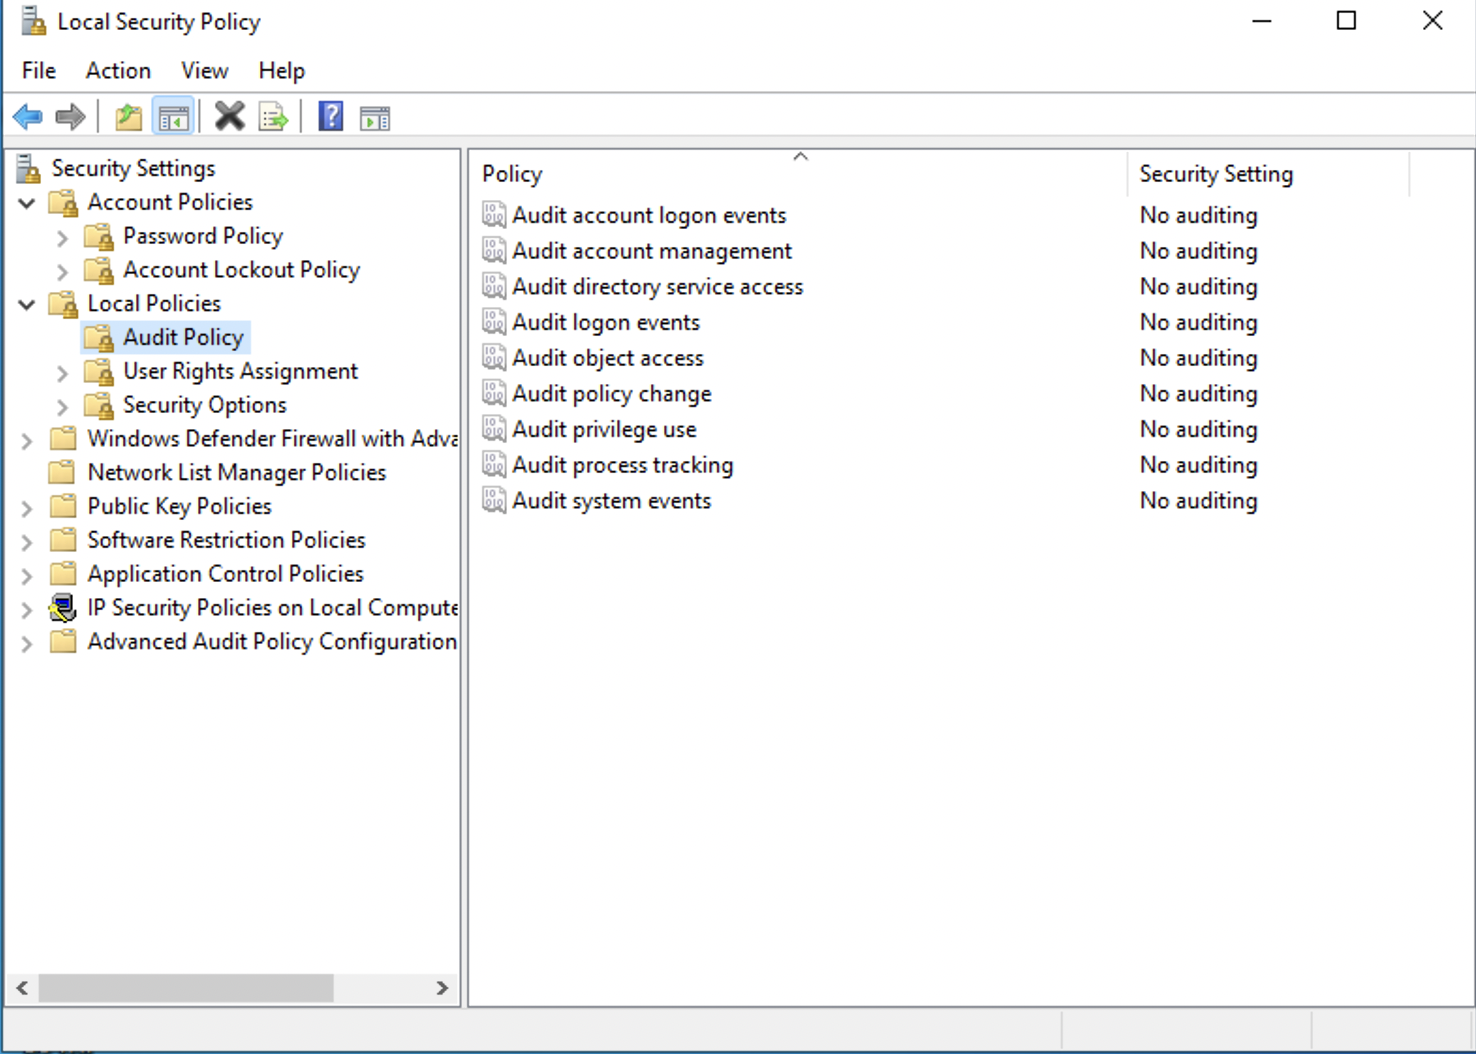 Local Security Policy
File Action View Help
Security Settings
Account Policies
Password Policy
Account Lockout Policy
Local Policies
Audit Policy
User Rights Assignment
Security Options
Windows Defender Firewall with Adva
Network List Manager Policies
Public Key Policies
Software Restriction Policies
Application Control Policies
IP Security Policies on Local Compute
Advanced Audit Policy Configuration
Policy Security Setting
Audit account logon events No auditing
Audit account management No auditing
Audit directory service access No auditing
Audit logon events No auditing
Audit object access No auditing
Audit policy change No auditing
Audit privilege use No auditing
Audit process tracking No auditing
Audit system events No auditing